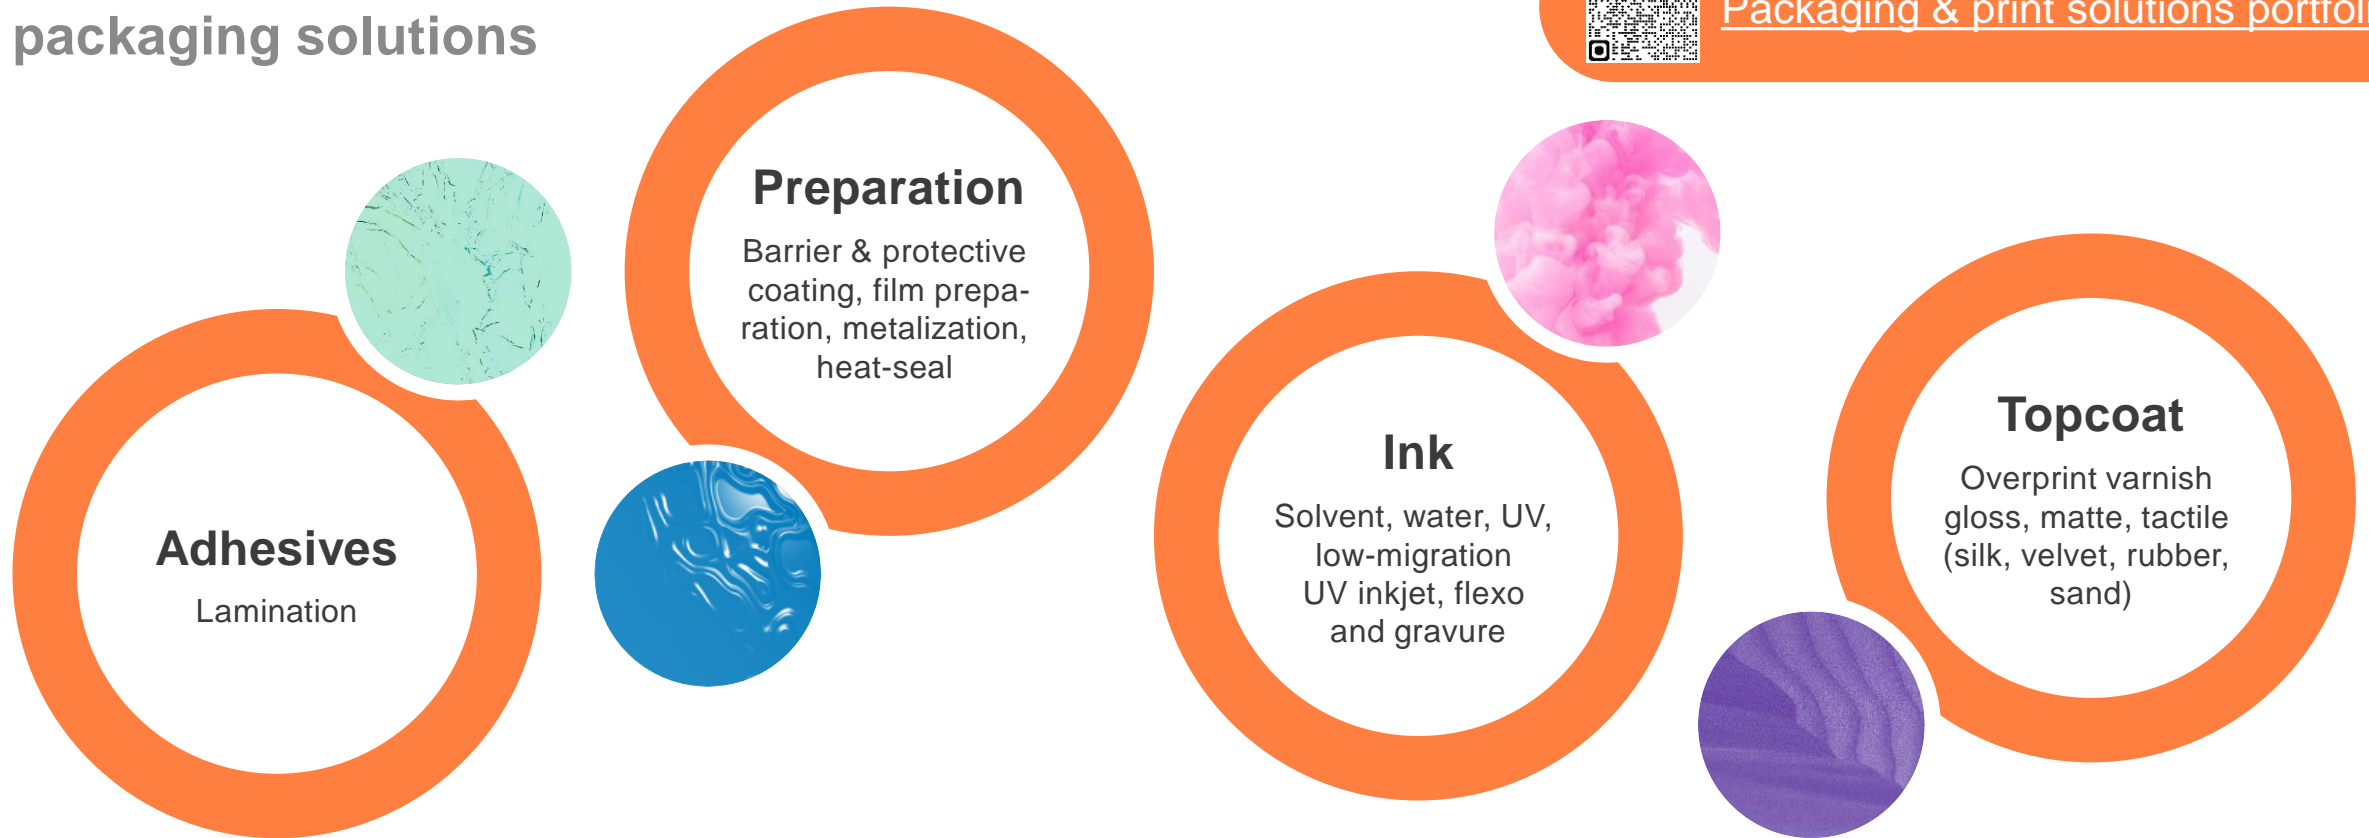 packaging solutions
Packaging & print solutions
Preparation
Barrier & protective
coating, film prepa-
ration, metalization,
heat-seal
Adhesives
Lamination
Ink
Solvent, water, UV,
low-migration
UV inkjet, flexo
and gravure
Topcoat
Overprint varnish
gloss, matte, tactile
(silk, velvet, rubber,
sand)